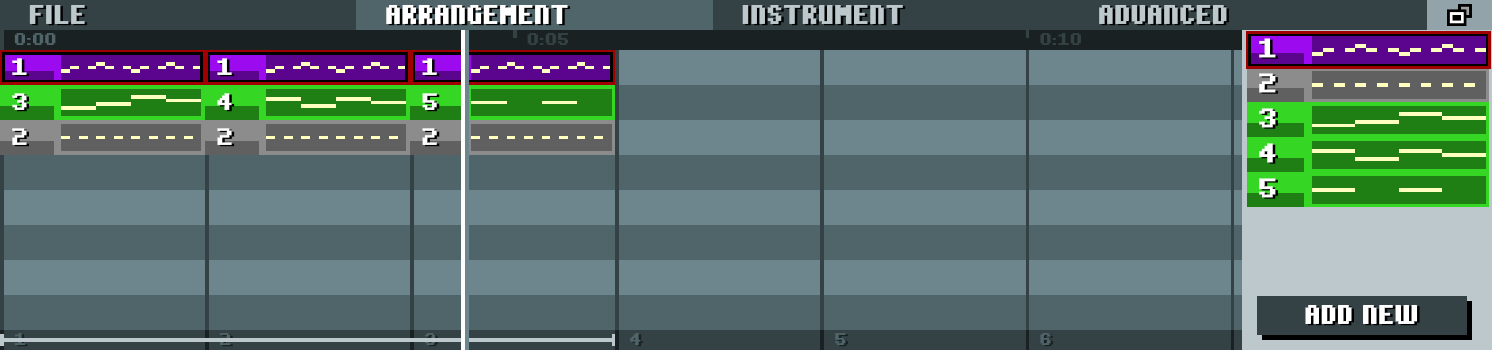 FILE ARRANGEMENT INSTRUMENT ADVANCED
0:00 0:05 0:10
1 1 1 1
2
3 4 5 3
2 2 2 4
5
ADD NEW
1 2 3 4 5 6